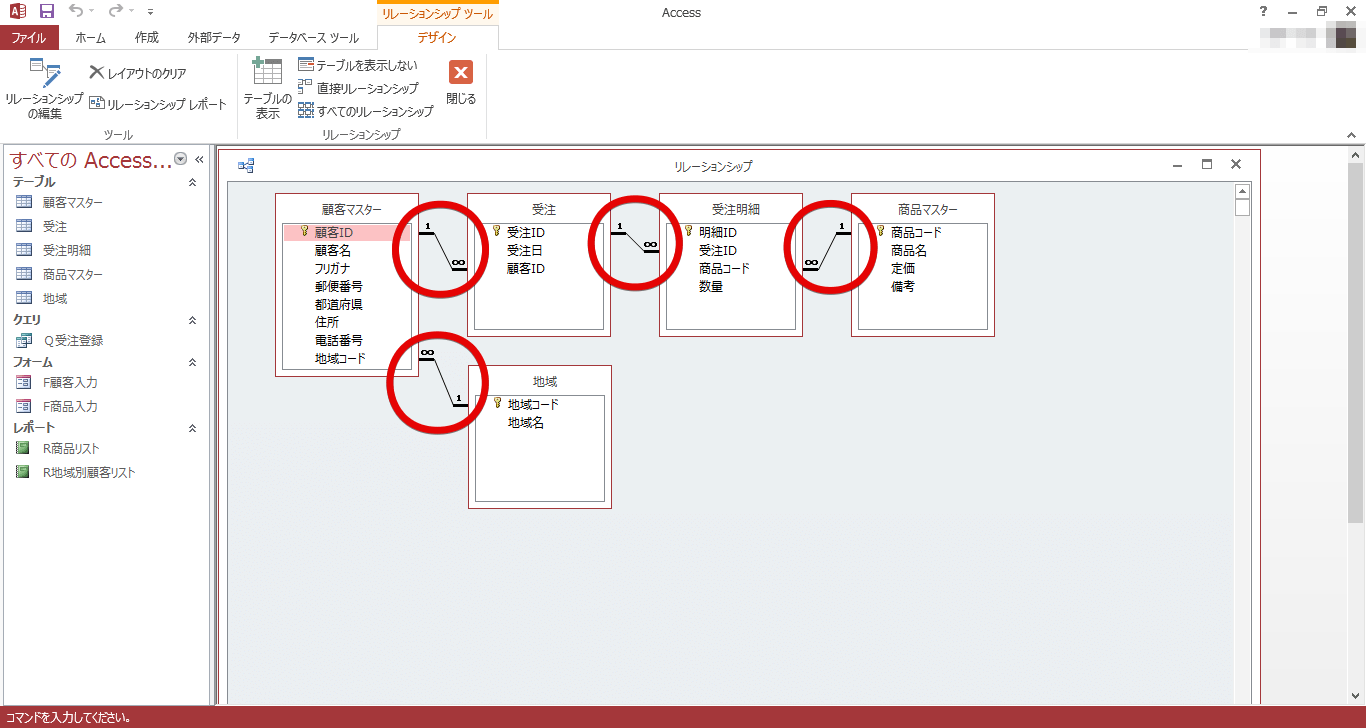 リレーションシップ ツール
Access
?
ファイル
ホーム
作成
外部データ
データベース ツール
デザイン
リレーションシップ
の編集
レイアウトのクリア
リレーションシップ レポート
ツール
テーブルの
表示
テーブルを表示しない
直接リレーションシップ
すべてのリレーションシップ
閉じる
リレーションシップ
すべての Access...
«
テーブル
顧客マスター
受注
受注明細
商品マスター
地域
クエリ
Q受注登録
フォーム
F顧客入力
F商品入力
レポート
R商品リスト
R地域別顧客リスト
リレーションシップ
顧客マスター
顧客ID
顧客名
フリガナ
郵便番号
都道府県
住所
電話番号
地域コード
1
∞
受注
受注ID
受注日
顧客ID
1
∞
受注明細
明細ID
受注ID
商品コード
数量
1
∞
商品マスター
商品コード
商品名
定価
備考
∞
1
地域
地域コード
地域名
コマンドを入力してください。